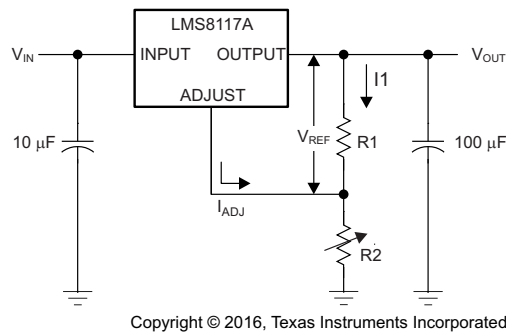 LMS8117A
V_IN
INPUT
OUTPUT
V_OUT
ADJUST
I1
10 µF
V_REF
R1
100 µF
I_ADJ
R2
Copyright © 2016, Texas Instruments Incorporated